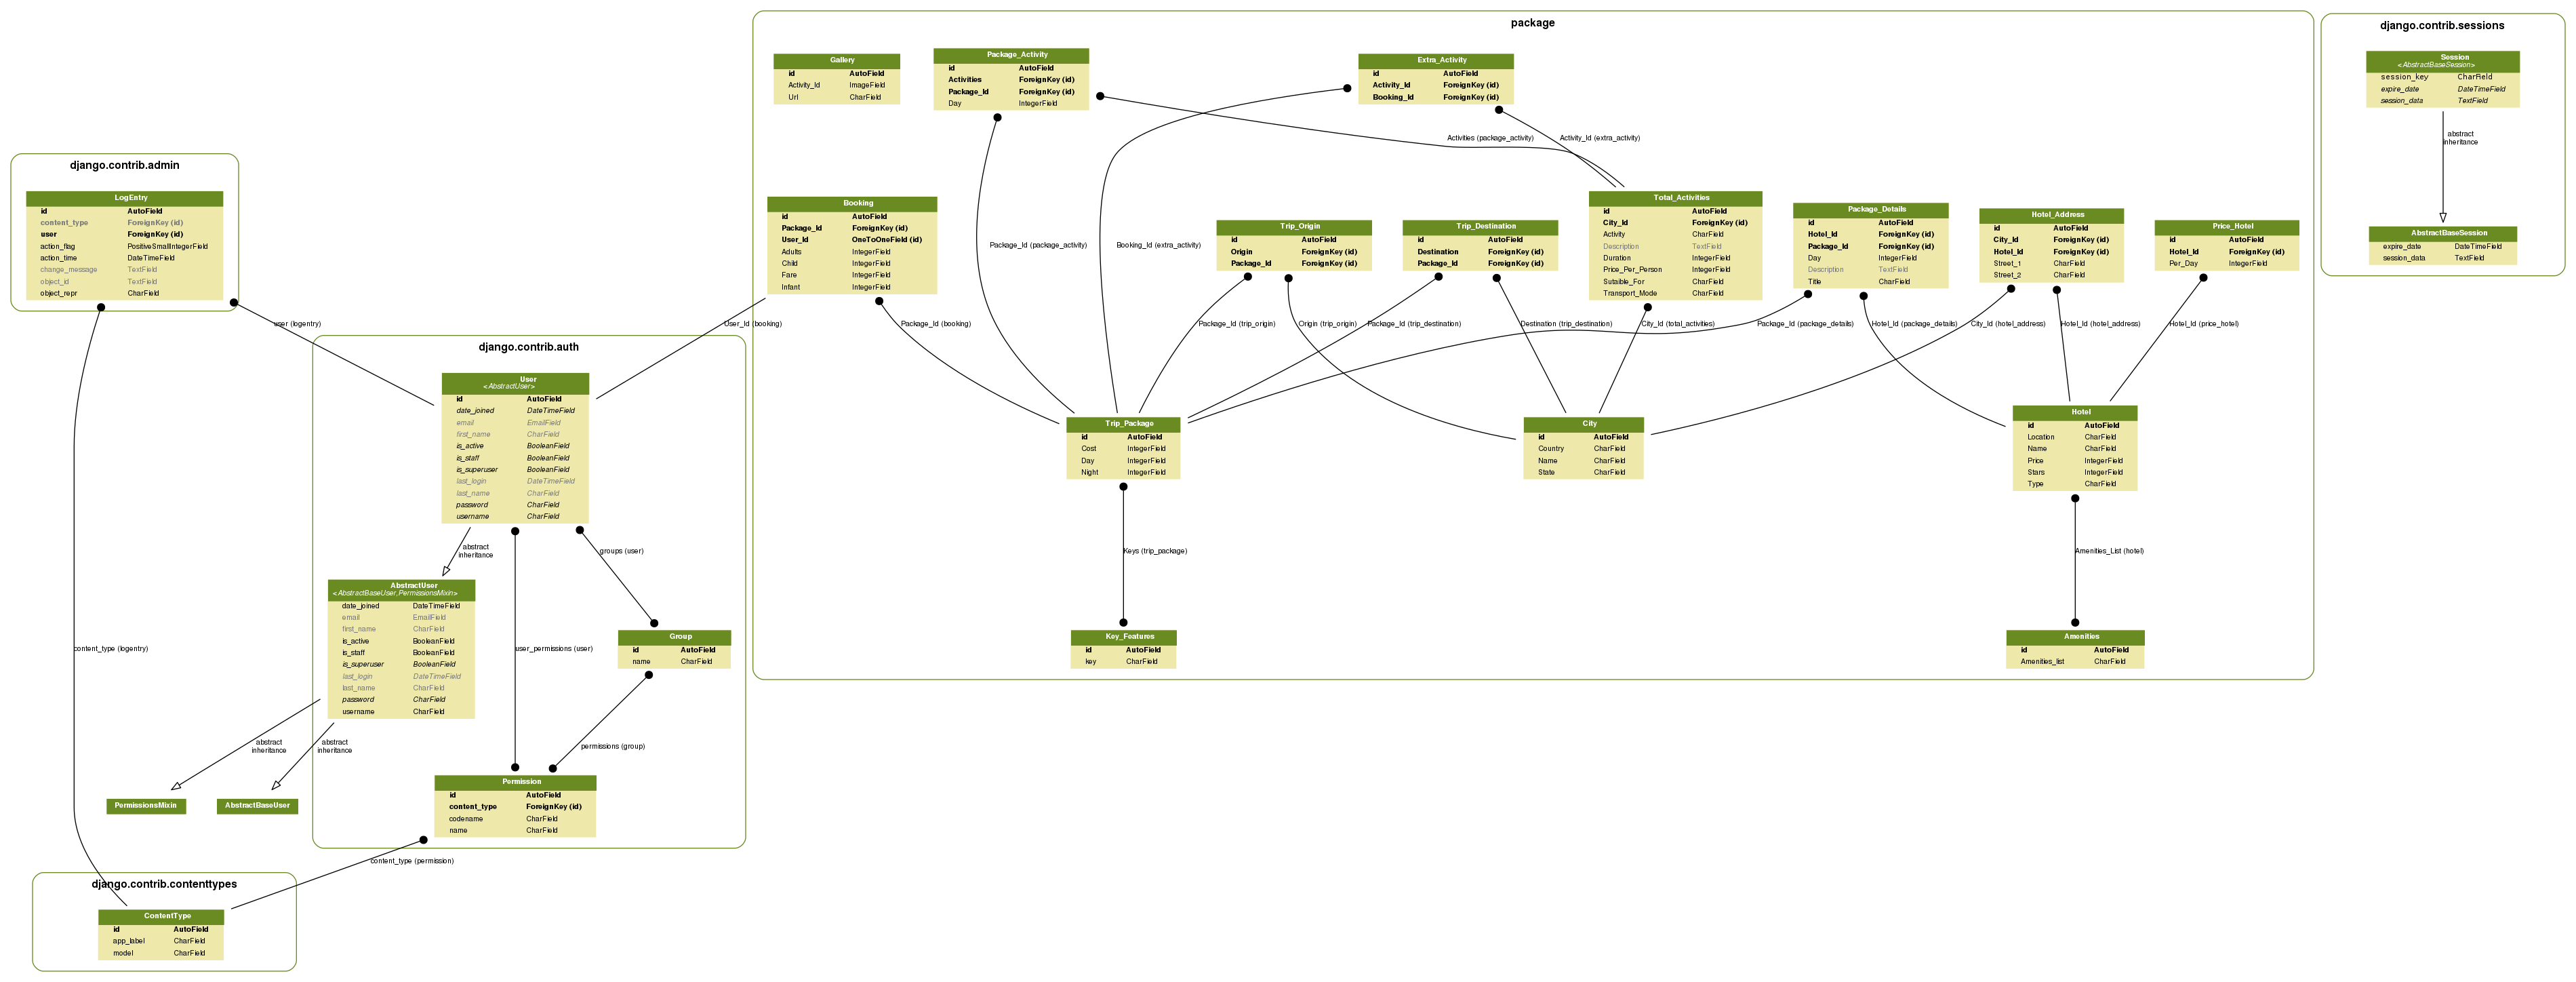 package
Gallery
id AutoField
Activity_Id ImageField
Url CharField
Package_Activity
id AutoField
Activities ForeignKey (id)
Package_Id ForeignKey (id)
Day IntegerField
Extra_Activity
id AutoField
Activity_Id ForeignKey (id)
Booking_Id ForeignKey (id)
Activities (package_activity)
Activity_Id (extra_activity)
Booking
id AutoField
Package_Id ForeignKey (id)
User_Id OneToOneField (id)
Adults IntegerField
Child IntegerField
Fare IntegerField
Infant IntegerField
Package_Id (package_activity)
Booking_Id (extra_activity)
Trip_Origin
id AutoField
Origin ForeignKey (id)
Package_Id ForeignKey (id)
Trip_Destination
id AutoField
Destination ForeignKey (id)
Package_Id ForeignKey (id)
Total_Activities
id AutoField
City_Id ForeignKey (id)
Activity CharField
Description TextField
Duration IntegerField
Price_Per_Person IntegerField
Sutaible_For CharField
Transport_Mode CharField
Package_Details
id AutoField
Hotel_Id ForeignKey (id)
Package_Id ForeignKey (id)
Day IntegerField
Description TextField
Title CharField
Hotel_Address
id AutoField
City_Id ForeignKey (id)
Hotel_Id ForeignKey (id)
Street_1 CharField
Street_2 CharField
Price_Hotel
id AutoField
Hotel_Id ForeignKey (id)
Per_Day IntegerField
User_Id (booking)
Package_Id (booking)
Package_Id (trip_origin)
Origin (trip_origin)
Package_Id (trip_destination)
Destination (trip_destination)
City_Id (total_activities)
Package_Id (package_details)
Hotel_Id (package_details)
City_Id (hotel_address)
Hotel_Id (hotel_address)
Hotel_Id (price_hotel)
Trip_Package
id AutoField
Cost IntegerField
Day IntegerField
Night IntegerField
City
id AutoField
Country CharField
Name CharField
State CharField
Hotel
id AutoField
Location CharField
Name CharField
Price IntegerField
Stars IntegerField
Type CharField
Keys (trip_package)
Amenities_List (hotel)
Key_Features
id AutoField
key CharField
Amenities
id AutoField
Amenities_list CharField
django.contrib.sessions
Session
<AbstractBaseSession>
session_key CharField
expire_date DateTimeField
session_data TextField
abstract
inheritance
AbstractBaseSession
expire_date DateTimeField
session_data TextField
django.contrib.admin
LogEntry
id AutoField
content_type ForeignKey (id)
user ForeignKey (id)
action_flag PositiveSmallIntegerField
action_time DateTimeField
change_message TextField
object_id TextField
object_repr CharField
user (logentry)
content_type (logentry)
django.contrib.auth
User
<AbstractUser>
id AutoField
date_joined DateTimeField
email EmailField
first_name CharField
is_active BooleanField
is_staff BooleanField
is_superuser BooleanField
last_login DateTimeField
last_name CharField
password CharField
username CharField
abstract
inheritance
groups (user)
user_permissions (user)
AbstractUser
<AbstractBaseUser,PermissionsMixin>
date_joined DateTimeField
email EmailField
first_name CharField
is_active BooleanField
is_staff BooleanField
is_superuser BooleanField
last_login DateTimeField
last_name CharField
password CharField
username CharField
Group
id AutoField
name CharField
permissions (group)
abstract
inheritance
abstract
inheritance
PermissionsMixin
AbstractBaseUser
Permission
id AutoField
content_type ForeignKey (id)
codename CharField
name CharField
content_type (permission)
django.contrib.contenttypes
ContentType
id AutoField
app_label CharField
model CharField